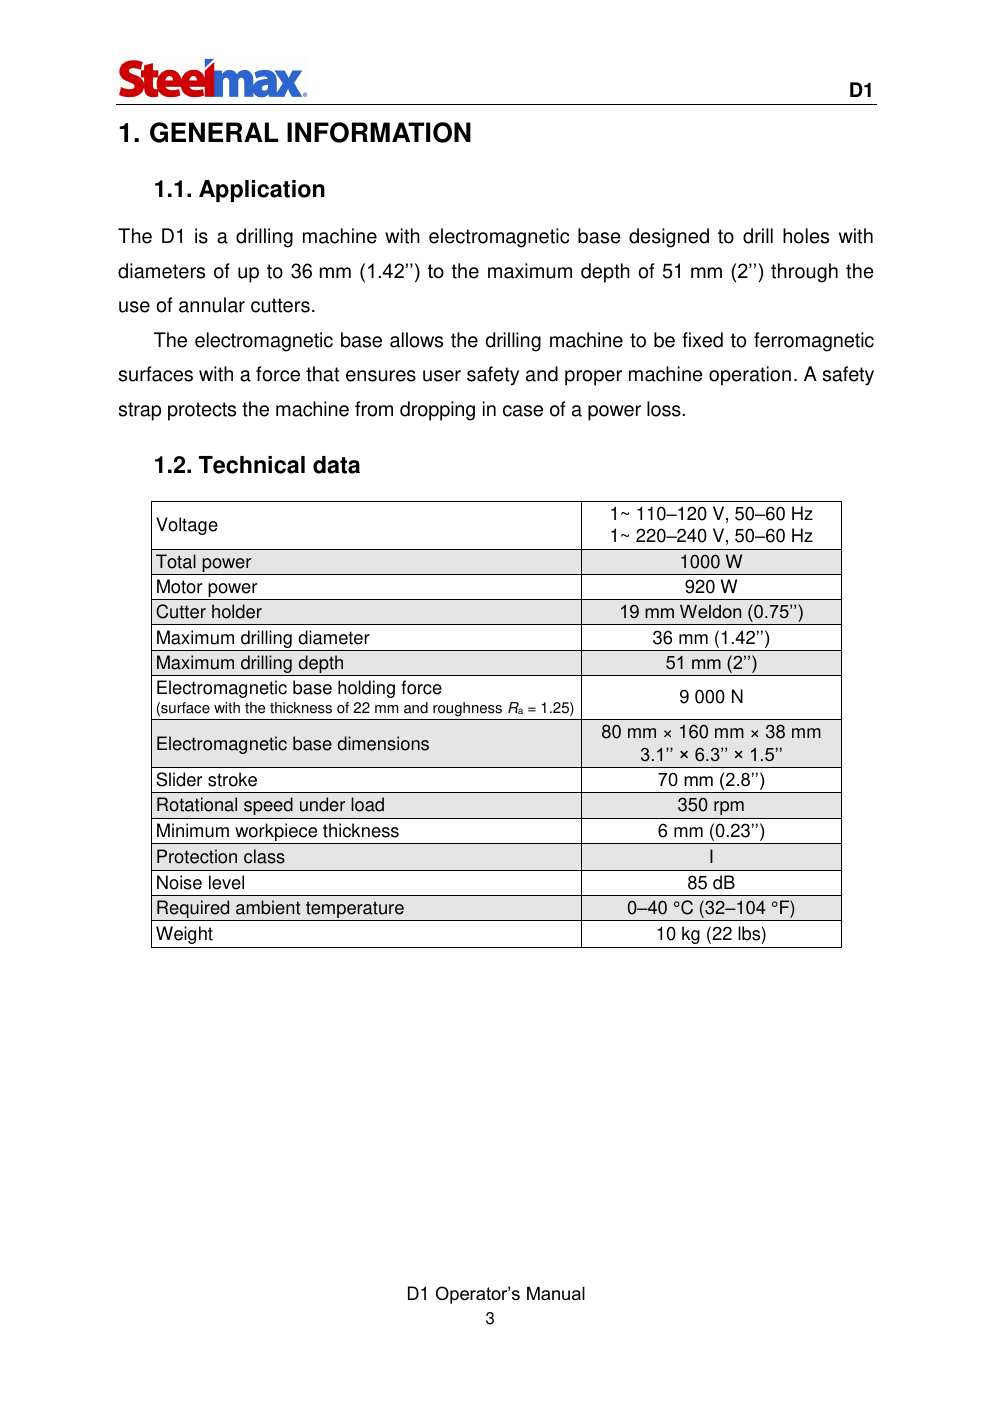 Steelmax
D1
1. GENERAL INFORMATION
1.1. Application
The D1 is a drilling machine with electromagnetic base designed to drill holes with
diameters of up to 36 mm (1.42’’) to the maximum depth of 51 mm (2’’) through the
use of annular cutters.
The electromagnetic base allows the drilling machine to be fixed to ferromagnetic
surfaces with a force that ensures user safety and proper machine operation. A safety
strap protects the machine from dropping in case of a power loss.
1.2. Technical data
Voltage
1~ 110–120 V, 50–60 Hz
1~ 220–240 V, 50–60 Hz
Total power 1000 W
Motor power 920 W
Cutter holder 19 mm Weldon (0.75’’)
Maximum drilling diameter 36 mm (1.42’’)
Maximum drilling depth 51 mm (2’’)
Electromagnetic base holding force
(surface with the thickness of 22 mm and roughness Ra = 1.25)
9 000 N
Electromagnetic base dimensions
80 mm × 160 mm × 38 mm
3.1’’ × 6.3’’ × 1.5’’
Slider stroke 70 mm (2.8’’)
Rotational speed under load 350 rpm
Minimum workpiece thickness 6 mm (0.23’’)
Protection class I
Noise level 85 dB
Required ambient temperature 0–40 °C (32–104 °F)
Weight 10 kg (22 lbs)
D1 Operator’s Manual
3